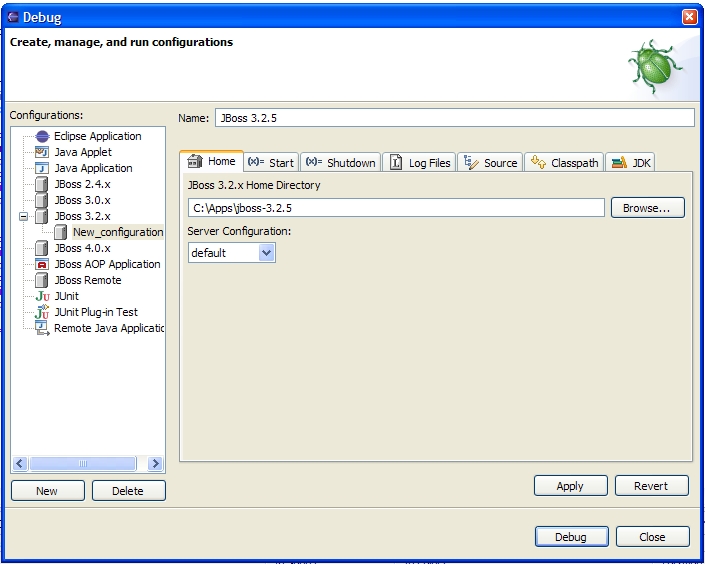 Debug
Create, manage, and run configurations
Configurations:
Eclipse Application
Java Applet
Java Application
JBoss 2.4.x
JBoss 3.0.x
JBoss 3.2.x
New_configuration
JBoss 4.0.x
JBoss AOP Application
JBoss Remote
JUnit
JUnit Plug-in Test
Remote Java Applicatic
New Delete
Name: JBoss 3.2.5
Home (x)= Start (x)= Shutdown Log Files Source Classpath JDK
JBoss 3.2.x Home Directory
C:\Apps\jboss-3.2.5 Browse...
Server Configuration:
default
Apply Revert
Debug Close